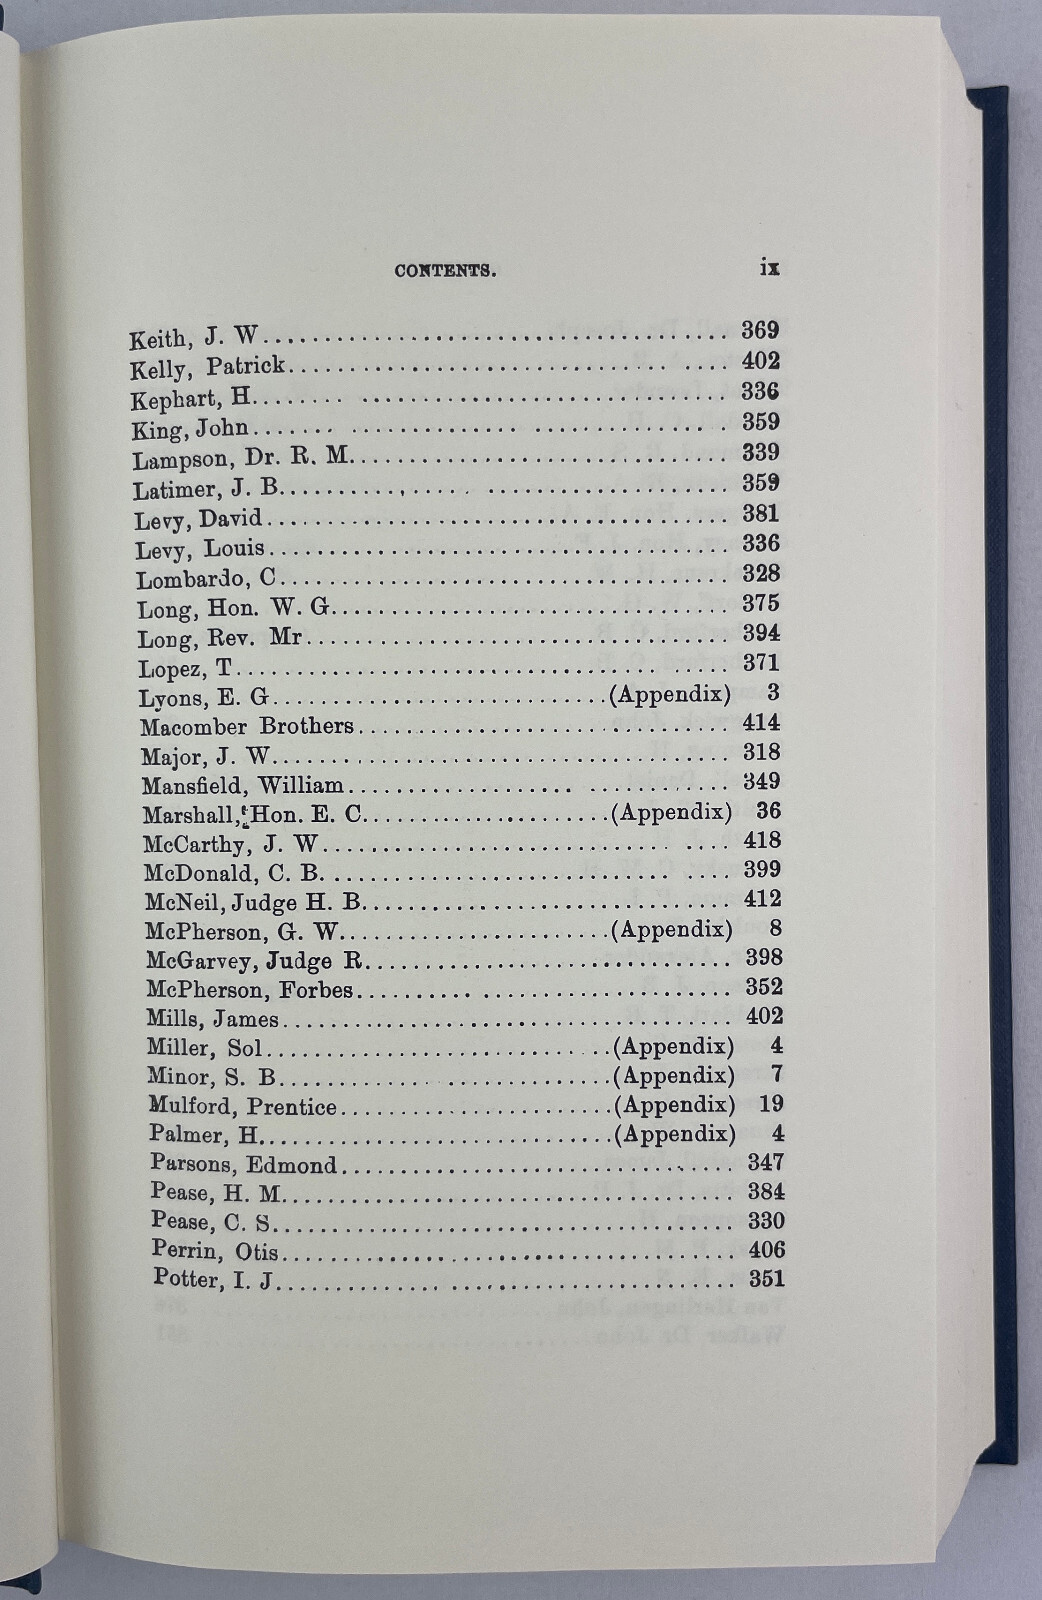 CONTENTS. ix
Keith, J. W. .......................................... 369
Kelly, Patrick .......................................... 402
Kephart, H. .......................................... 336
King, John .......................................... 359
Lampson, Dr. R. M. .......................................... 339
Latimer, J. B. .......................................... 359
Levy, David .......................................... 381
Levy, Louis .......................................... 336
Lombardo, C. .......................................... 328
Long, Hon. W. G. .......................................... 375
Long, Rev. Mr .......................................... 394
Lopez, T. .......................................... 371
Lyons, E. G. .............................. (Appendix) 3
Macomber Brothers .......................................... 414
Major, J. W. .......................................... 318
Mansfield, William .......................................... 349
Marshall, Hon. E. C. .............................. (Appendix) 36
McCarthy, J. W. .......................................... 418
McDonald, C. B. .......................................... 399
McNeil, Judge H. B. .......................................... 412
McPherson, G. W. .............................. (Appendix) 8
McGarvey, Judge R. .......................................... 398
McPherson, Forbes .......................................... 352
Mills, James .......................................... 402
Miller, Sol .............................. (Appendix) 4
Minor, S. B. .............................. (Appendix) 7
Mulford, Prentice .............................. (Appendix) 19
Palmer, H. .............................. (Appendix) 4
Parsons, Edmond .......................................... 347
Pease, H. M. .......................................... 384
Pease, C. S. .......................................... 330
Perrin, Otis .......................................... 406
Potter, I. J. .......................................... 351